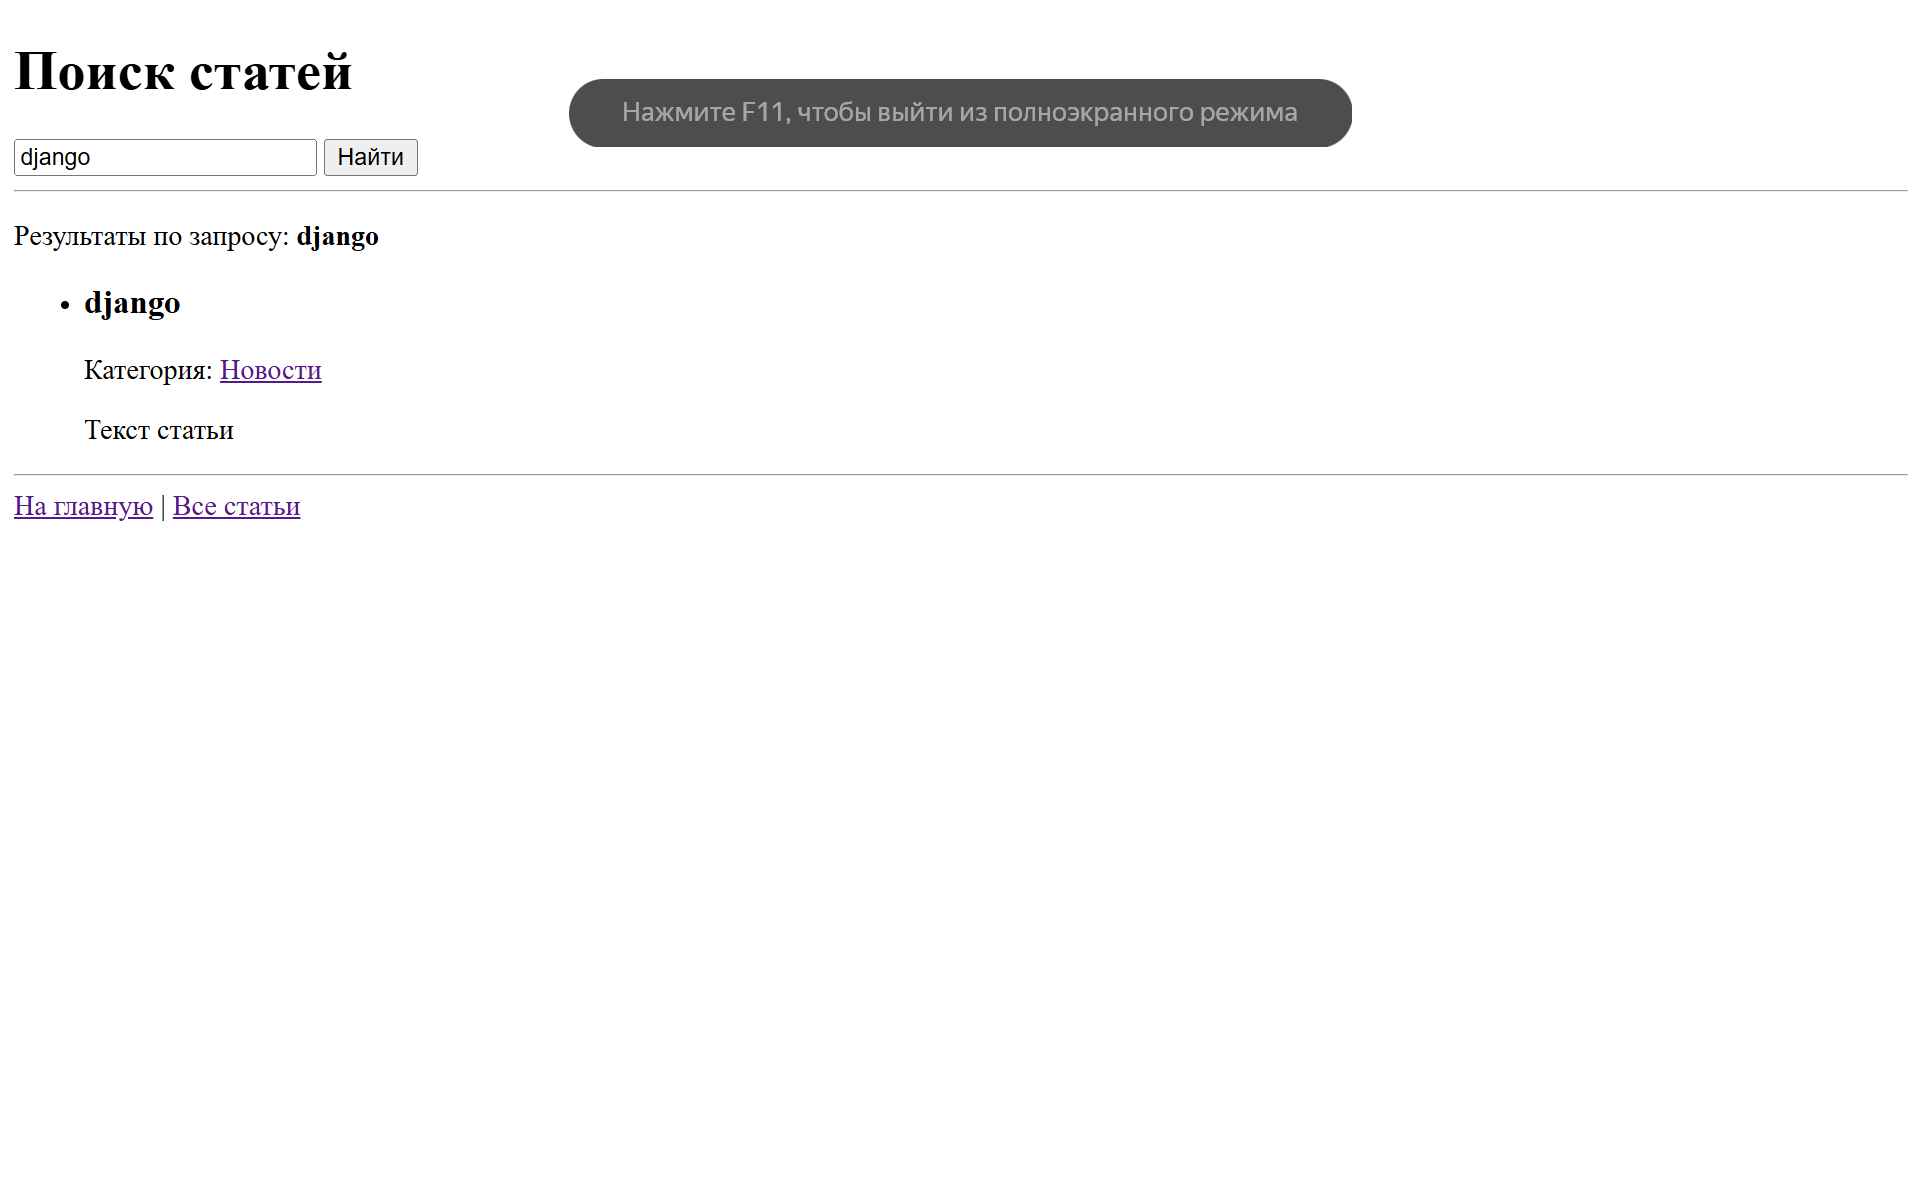 Поиск статей
Нажмите F11, чтобы выйти из полноэкранного режима
django Найти
Результаты по запросу: django
django
Категория: Новости
Текст статьи
На главную | Все статьи